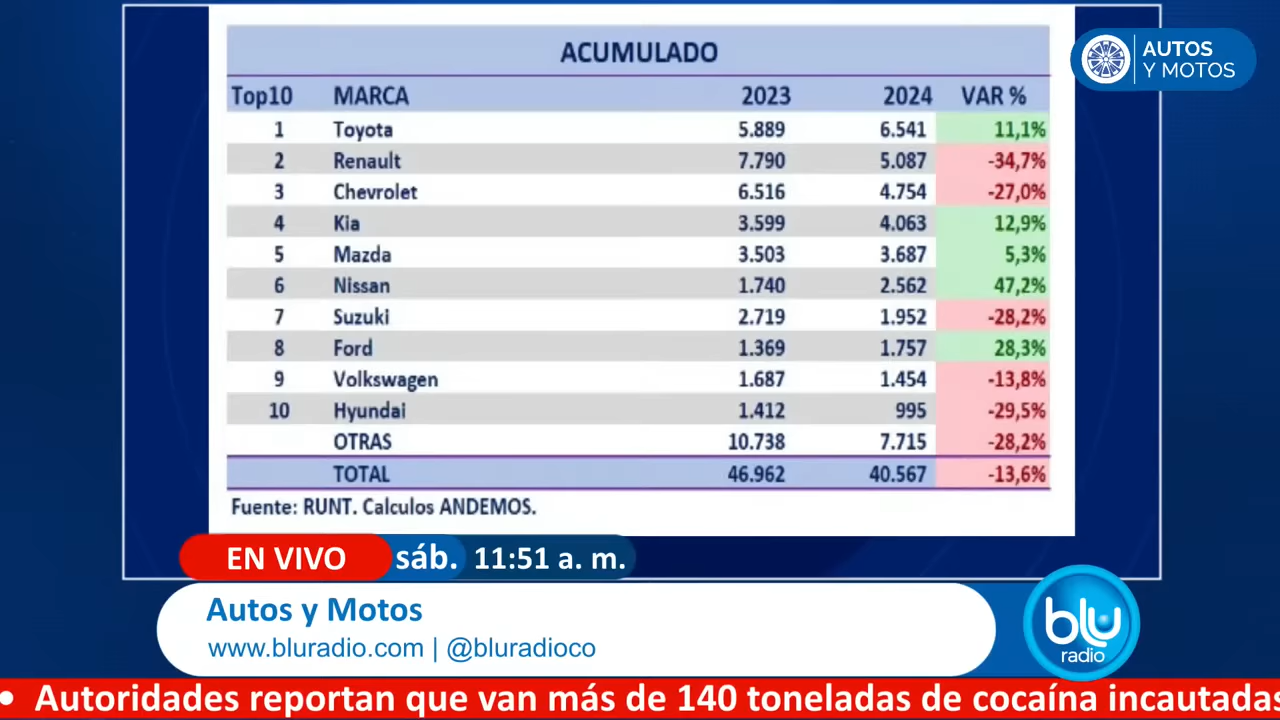 ACUMULADO
AUTOS
Y MOTOS
Top10 MARCA 2023 2024 VAR %
1 Toyota 5.889 6.541 11,1%
2 Renault 7.790 5.087 -34,7%
3 Chevrolet 6.516 4.754 -27,0%
4 Kia 3.599 4.063 12,9%
5 Mazda 3.503 3.687 5,3%
6 Nissan 1.740 2.562 47,2%
7 Suzuki 2.719 1.952 -28,2%
8 Ford 1.369 1.757 28,3%
9 Volkswagen 1.687 1.454 -13,8%
10 Hyundai 1.412 995 -29,5%
OTRAS 10.738 7.715 -28,2%
TOTAL 46.962 40.567 -13,6%
Fuente: RUNT. Calculos ANDEMOS.
EN VIVO sáb. 11:51 a. m.
Autos y Motos
www.bluradio.com | @bluradioco
blu
radio
• Autoridades reportan que van más de 140 toneladas de cocaína incautadas